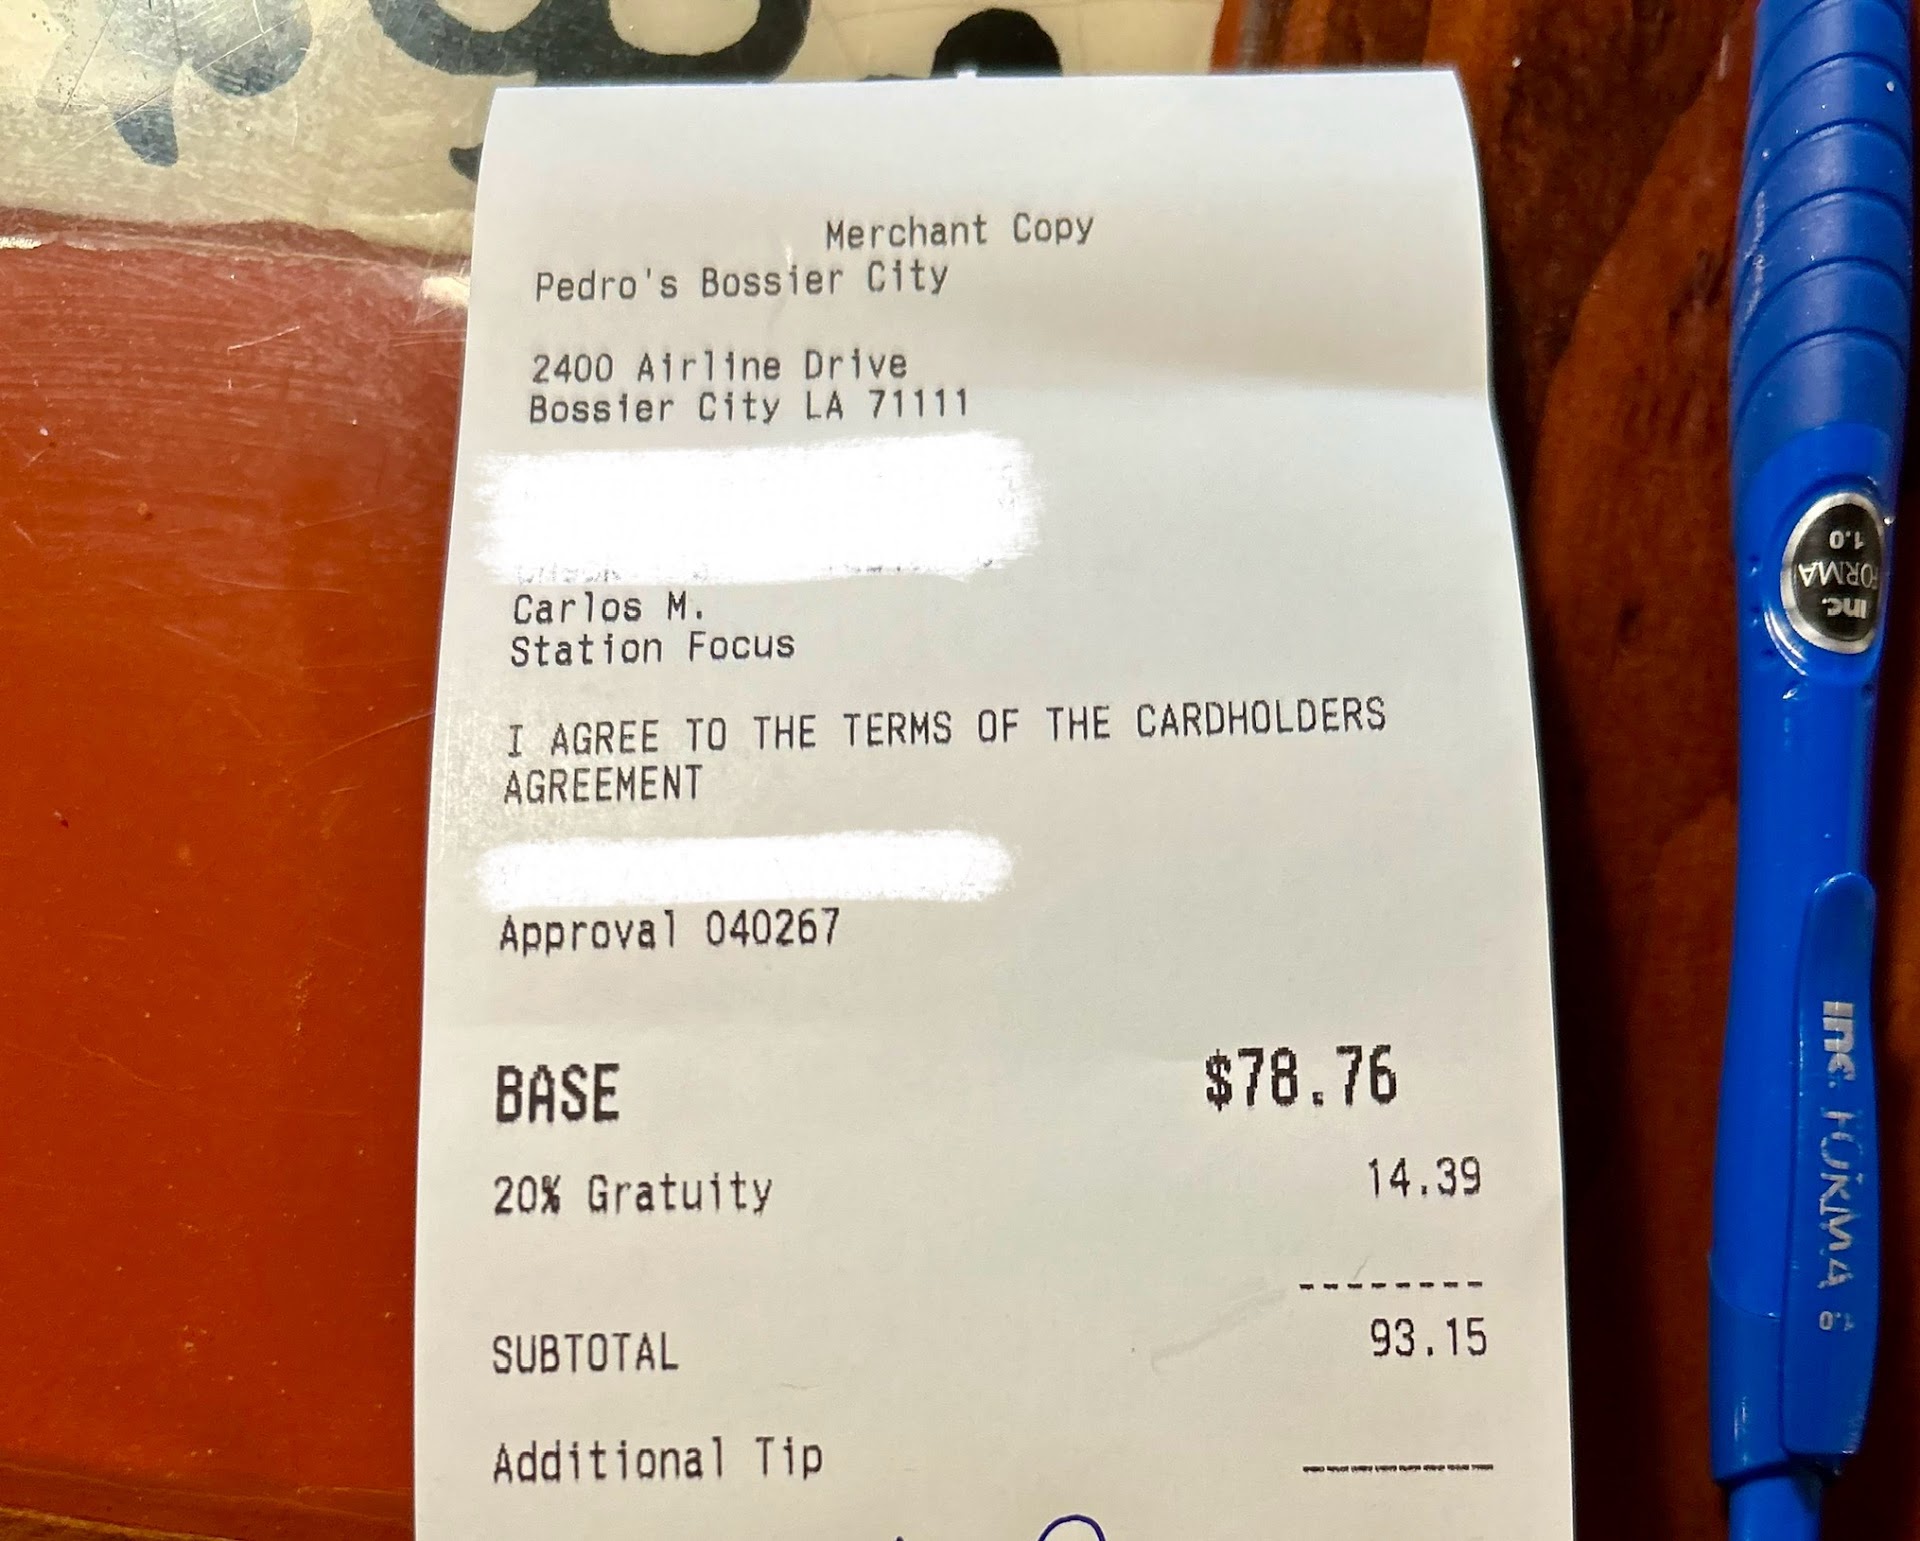 Merchant Copy
Pedro's Bossier City
2400 Airline Drive
Bossier City LA 71111
Carlos M.
Station Focus
I AGREE TO THE TERMS OF THE CARDHOLDERS
AGREEMENT
Approval 040267
BASE $78.76
20% Gratuity 14.39
--------
SUBTOTAL 93.15
Additional Tip ________
inc.
FORMA
1.0
inc. FORMA 1.0